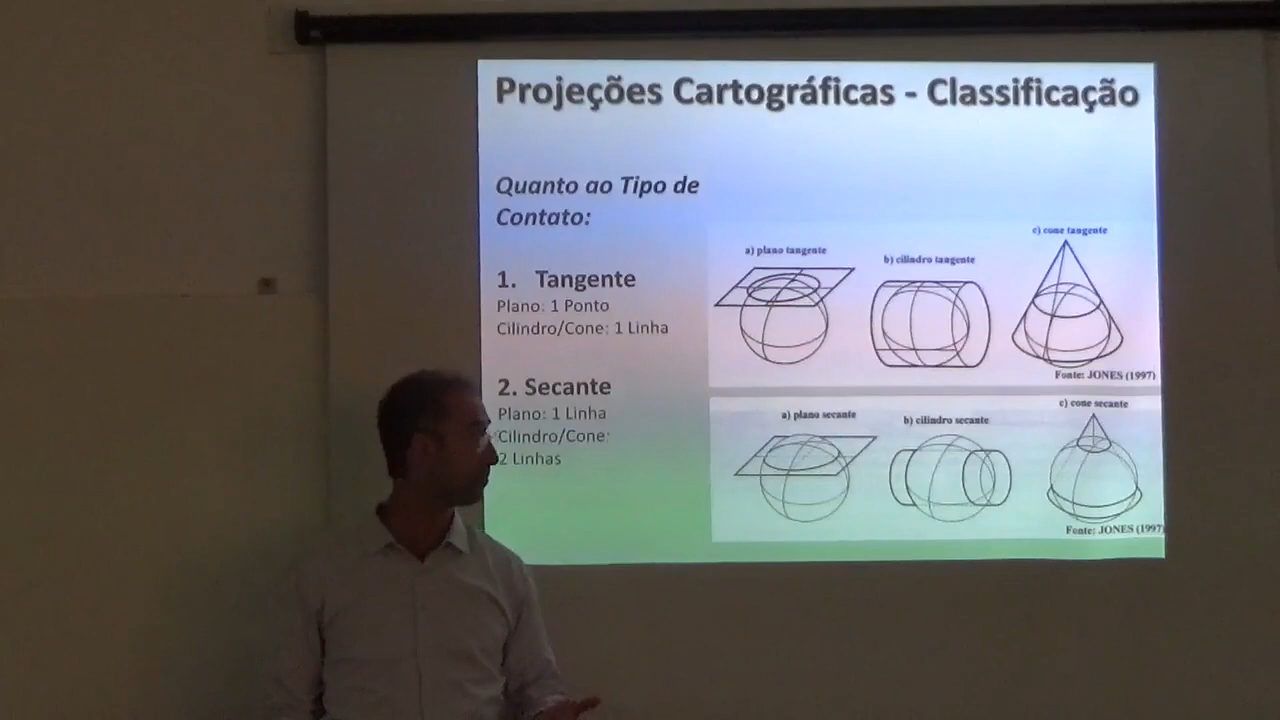 Projeções Cartográficas - Classificação
Quanto ao Tipo de
Contato:
1. Tangente
Plano: 1 Ponto
Cilindro/Cone: 1 Linha
2. Secante
Plano: 1 Linha
Cilindro/Cone:
2 Linhas
a) plano tangente
b) cilindro tangente
c) cone tangente
Fonte: JONES (1997)
a) plano secante
b) cilindro secante
c) cone secante
Fonte: JONES (1997)